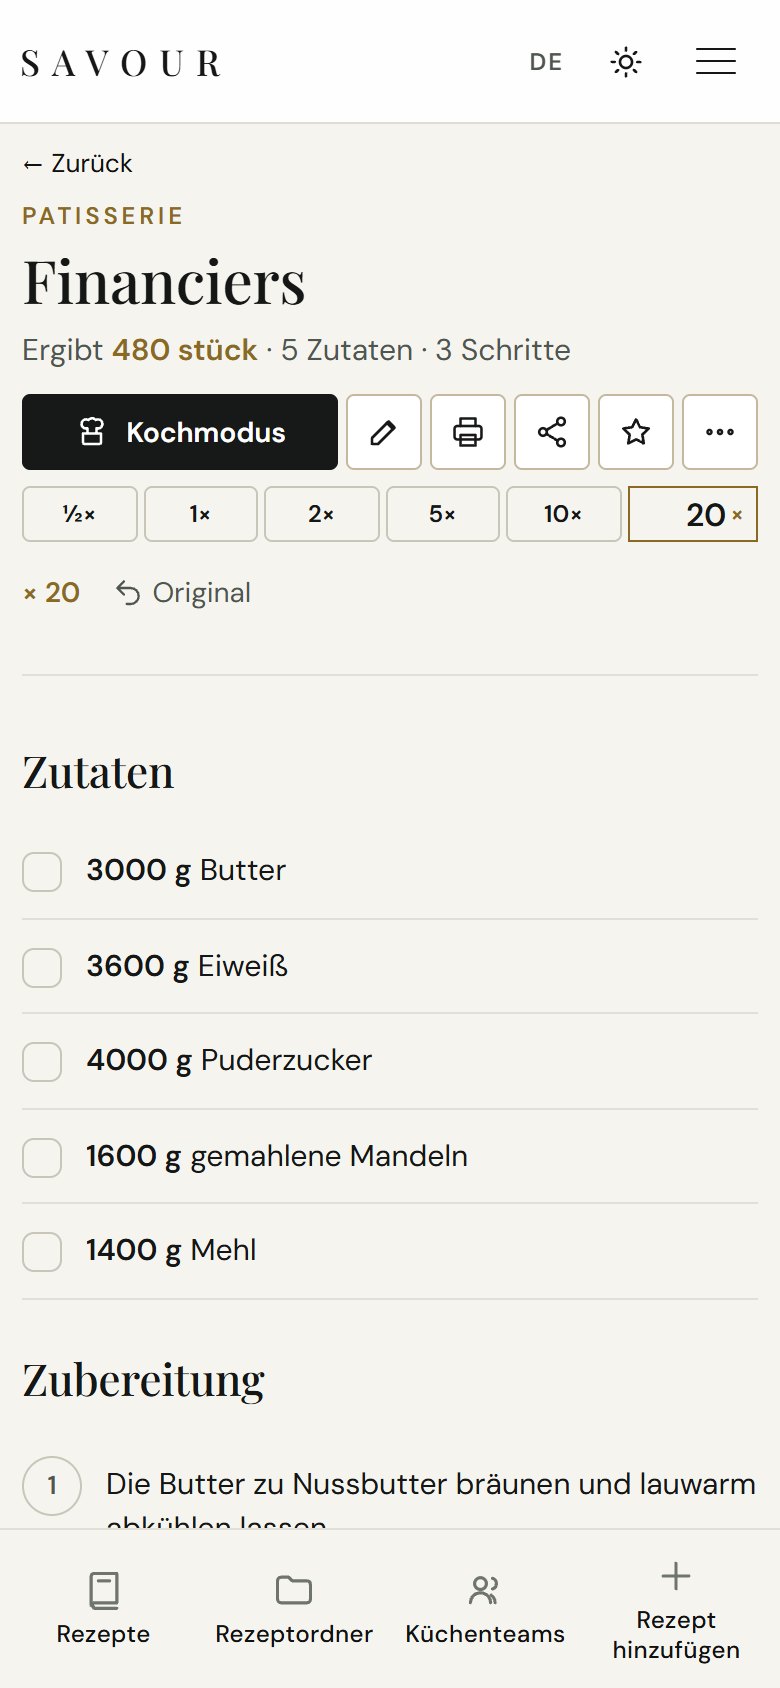 SAVOUR
DE
← Zurück
PATISSERIE
Financiers
Ergibt 480 stück · 5 Zutaten · 3 Schritte
Kochmodus
½× 1× 2× 5× 10× 20 ×
× 20 Original
Zutaten
3000 g Butter
3600 g Eiweiß
4000 g Puderzucker
1600 g gemahlene Mandeln
1400 g Mehl
Zubereitung
1 Die Butter zu Nussbutter bräunen und lauwarm
abkühlen lassen
Rezepte
Rezeptordner
Küchenteams
Rezept
hinzufügen